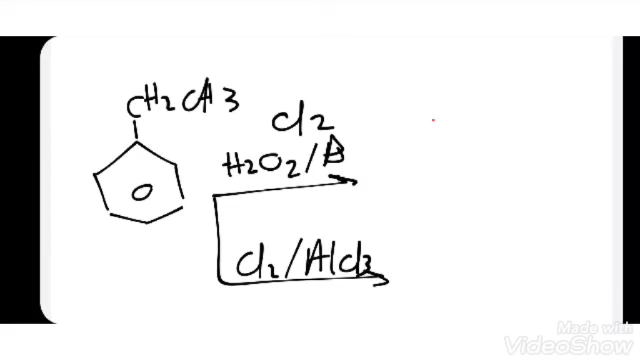 CH2CH3
Cl2
H2O2/Δ
Cl2/AlCl3
Made with
VideoShow